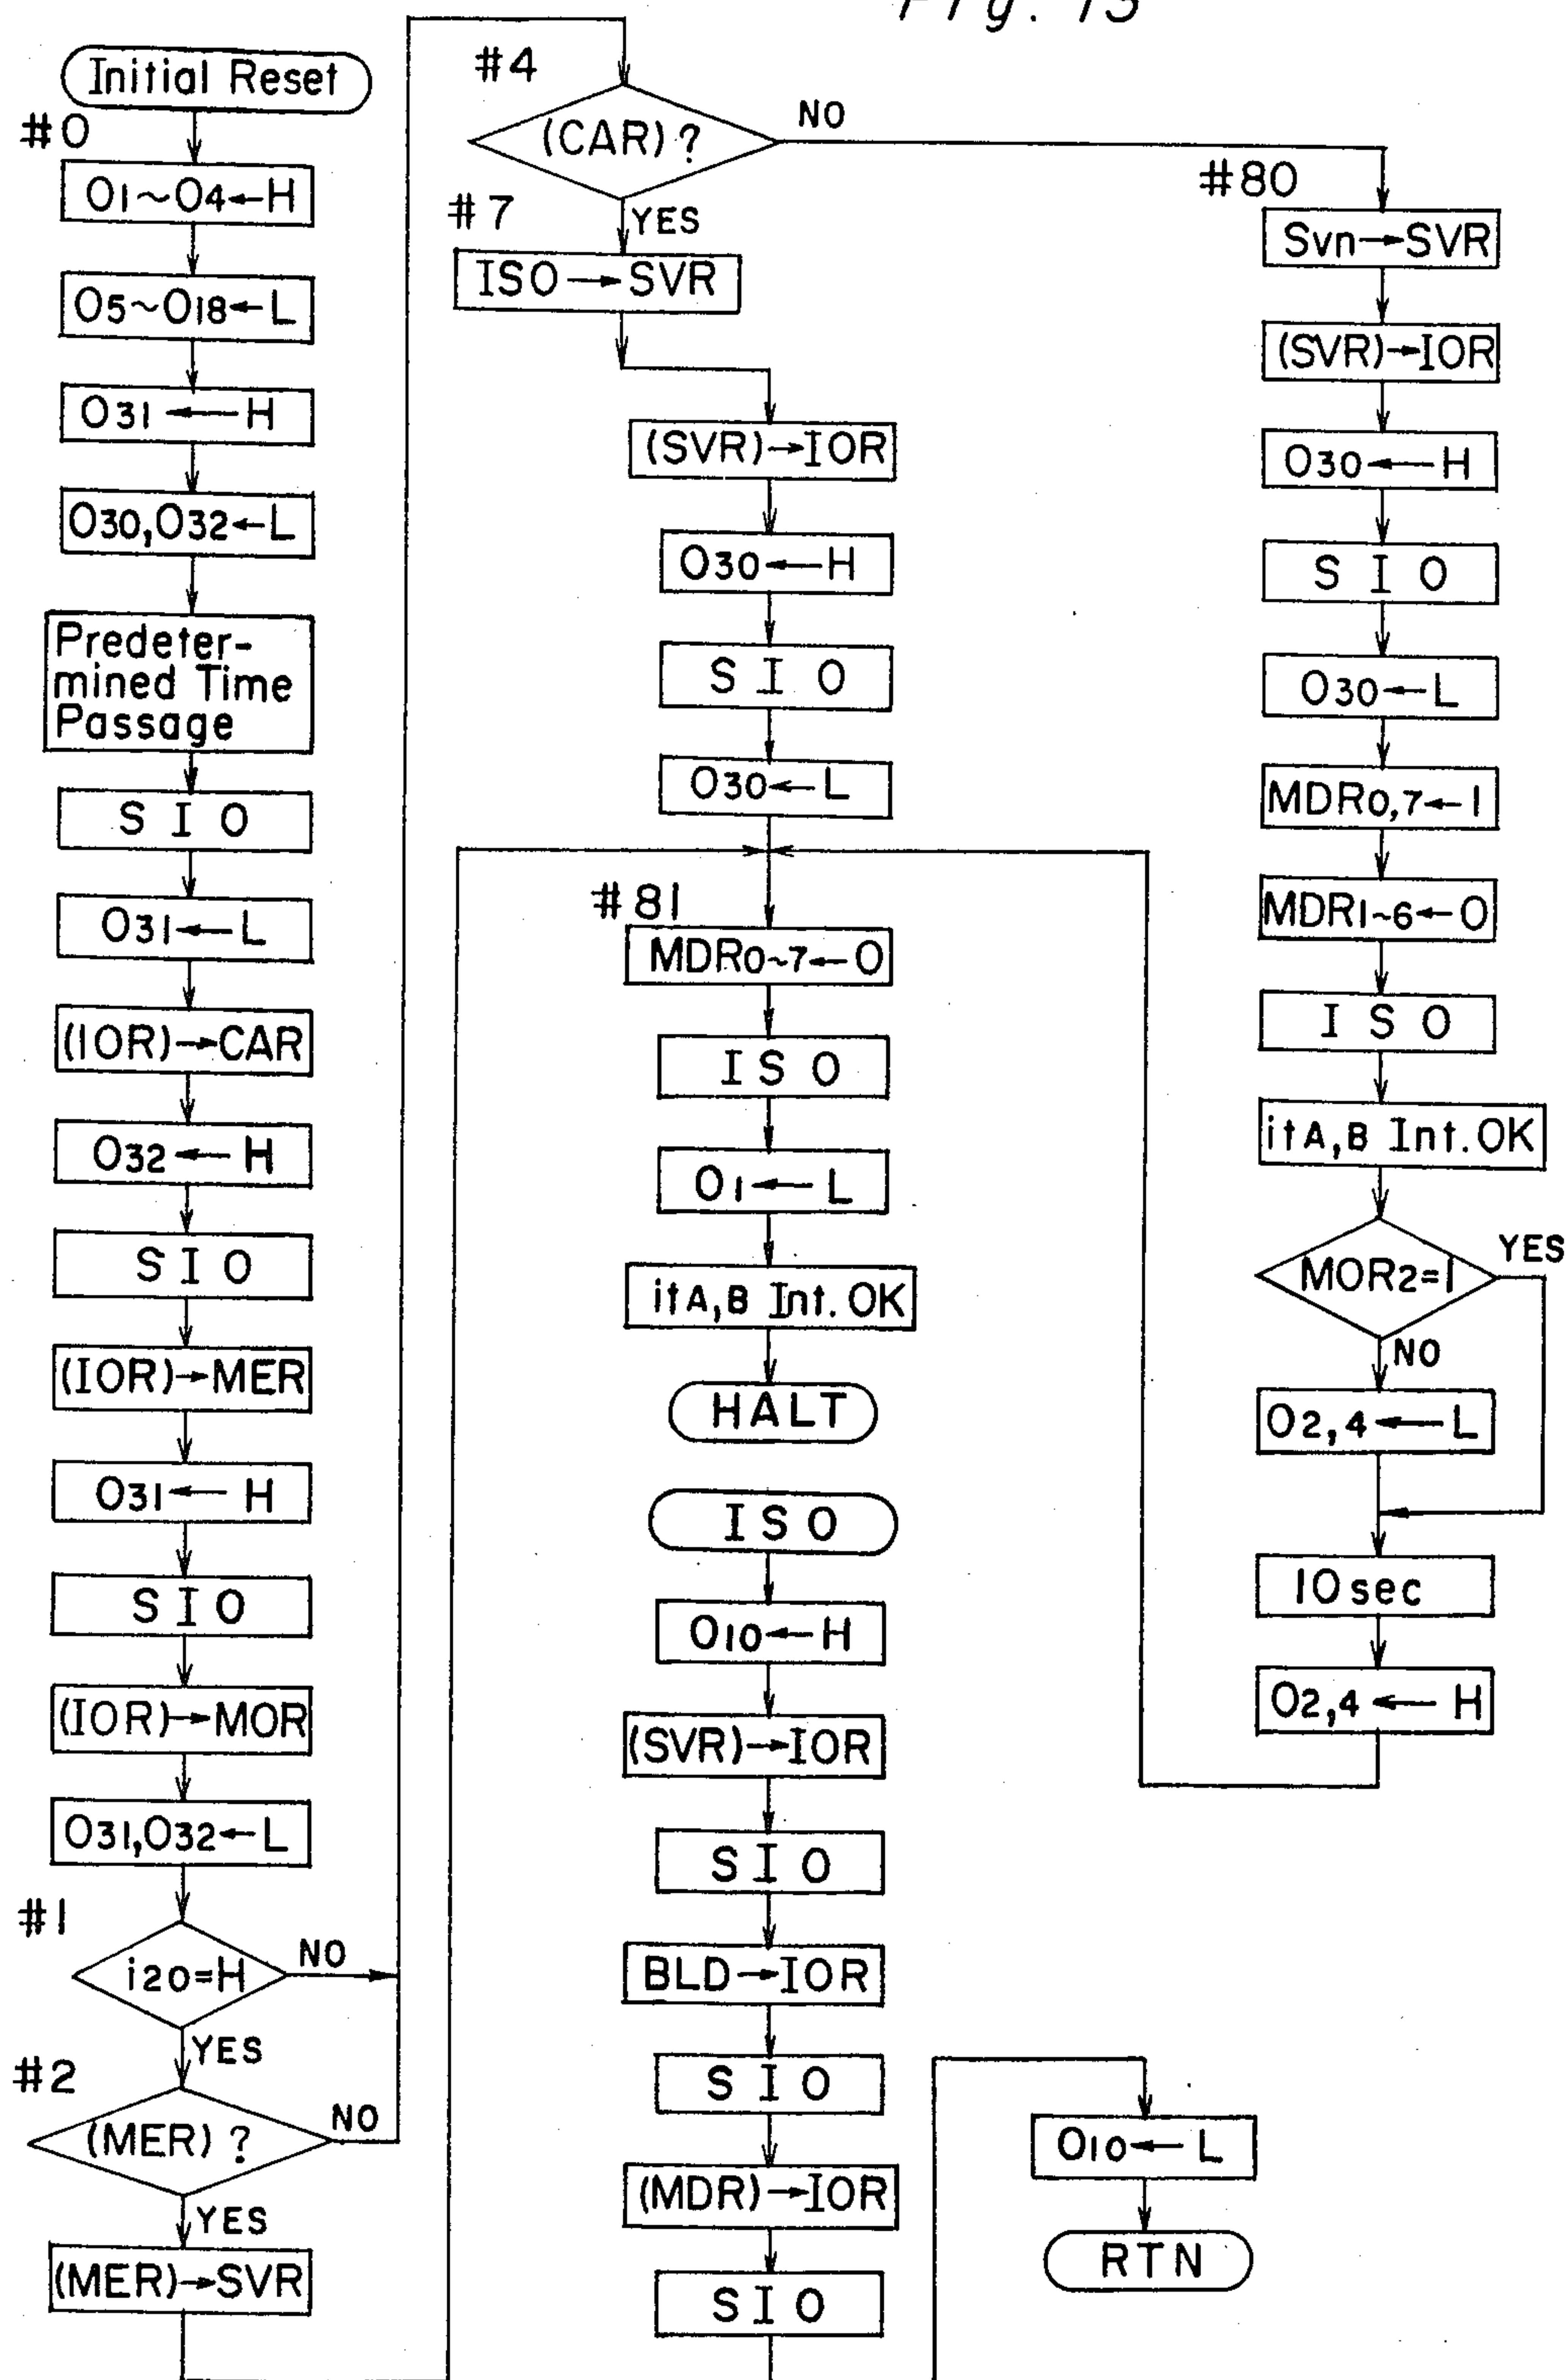 Fig. 13
Initial Reset
#0
O1~O4←H
O5~O18←L
O31←H
O30,O32←L
Predeter-
mined Time
Passage
SIO
O31←L
(IOR)→CAR
O32←H
SIO
(IOR)→MER
O31←H
SIO
(IOR)→MOR
O31,O32←L
#1
i20=H
NO
YES
#2
(MER)?
NO
YES
(MER)→SVR
#4
(CAR)?
NO
#7
YES
ISO→SVR
(SVR)→IOR
O30←H
SIO
O30←L
#81
MDR0~7←0
ISO
O1←L
itA,B Int.OK
HALT
ISO
O10←H
(SVR)→IOR
SIO
BLD→IOR
SIO
(MDR)→IOR
SIO
O10←L
RTN
#80
Svn→SVR
(SVR)→IOR
O30←H
SIO
O30←L
MDR0,7←1
MDR1~6←0
ISO
itA,B Int.OK
MOR2=1
YES
NO
O2,4←L
10sec
O2,4←H